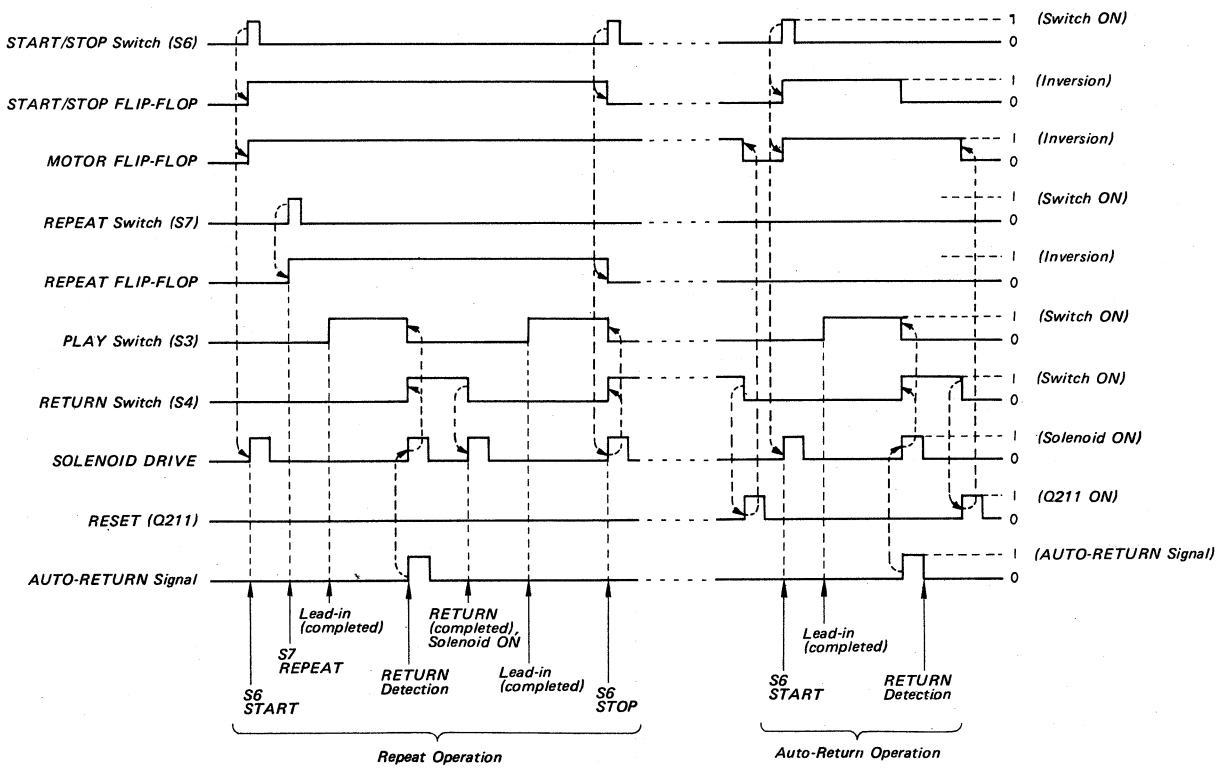 START/STOP Switch (S6)
1 (Switch ON)
0
START/STOP FLIP-FLOP
1 (Inversion)
0
MOTOR FLIP-FLOP
1 (Inversion)
0
REPEAT Switch (S7)
1 (Switch ON)
0
REPEAT FLIP-FLOP
1 (Inversion)
0
PLAY Switch (S3)
1 (Switch ON)
0
RETURN Switch (S4)
1 (Switch ON)
0
SOLENOID DRIVE
1 (Solenoid ON)
0
RESET (Q211)
1 (Q211 ON)
0
AUTO-RETURN Signal
1 (AUTO-RETURN Signal)
0
S6
START
S7
REPEAT
Lead-in
(completed)
RETURN
Detection
RETURN
(completed),
Solenoid ON
Lead-in
(completed)
S6
STOP
S6
START
Lead-in
(completed)
RETURN
Detection
Repeat Operation
Auto-Return Operation